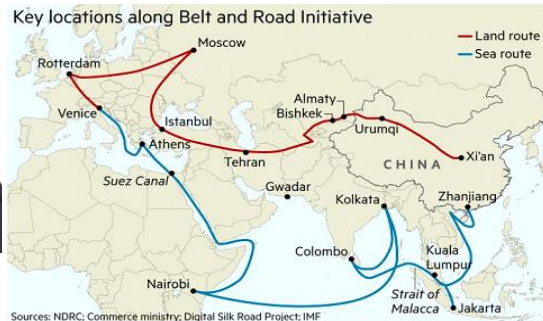 Key locations along Belt and Road Initiative
Land route
Sea route
Moscow
Rotterdam
Venice
Istanbul
Athens
Almaty
Bishkek
Urumqi
Xi'an
Tehran
CHINA
Suez Canal
Gwadar
Kolkata
Zhanjiang
Colombo
Kuala
Lumpur
Nairobi
Strait of
Malacca
Jakarta
Sources: NDRC; Commerce ministry; Digital Silk Road Project; IMF